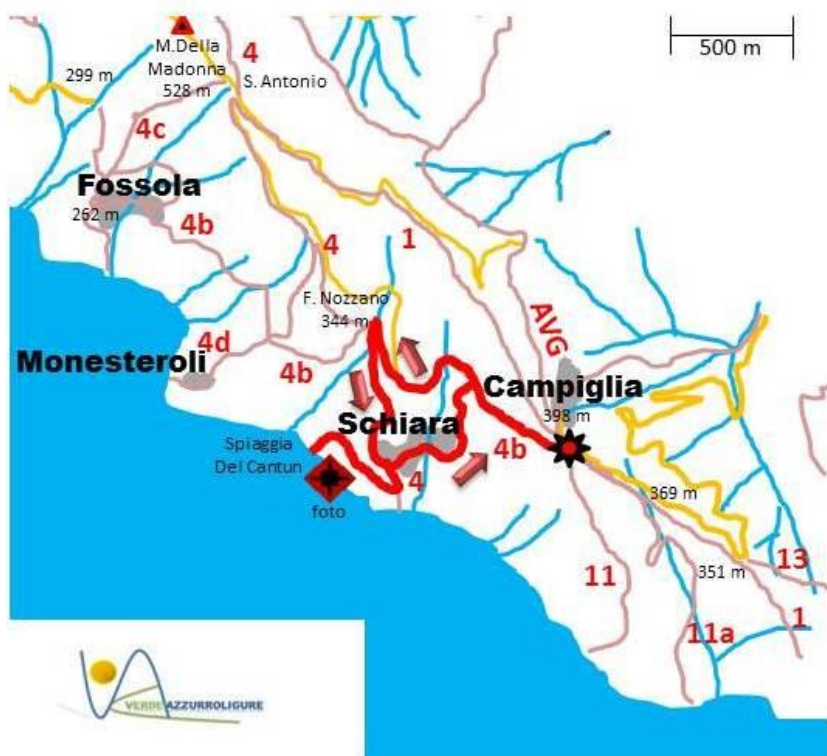 500 m
M.Della
Madonna
528 m
4
S. Antonio
299 m
4c
Fossola
262 m
4b
4
1
F. Nozzano
344 m
AVG
4d
Monesteroli
4b
Campiglia
398 m
Schiara
Spiaggia
Del Cantun
4b
4
foto
369 m
11
351 m
13
11a
1
VERDEAZZURROLIGURE